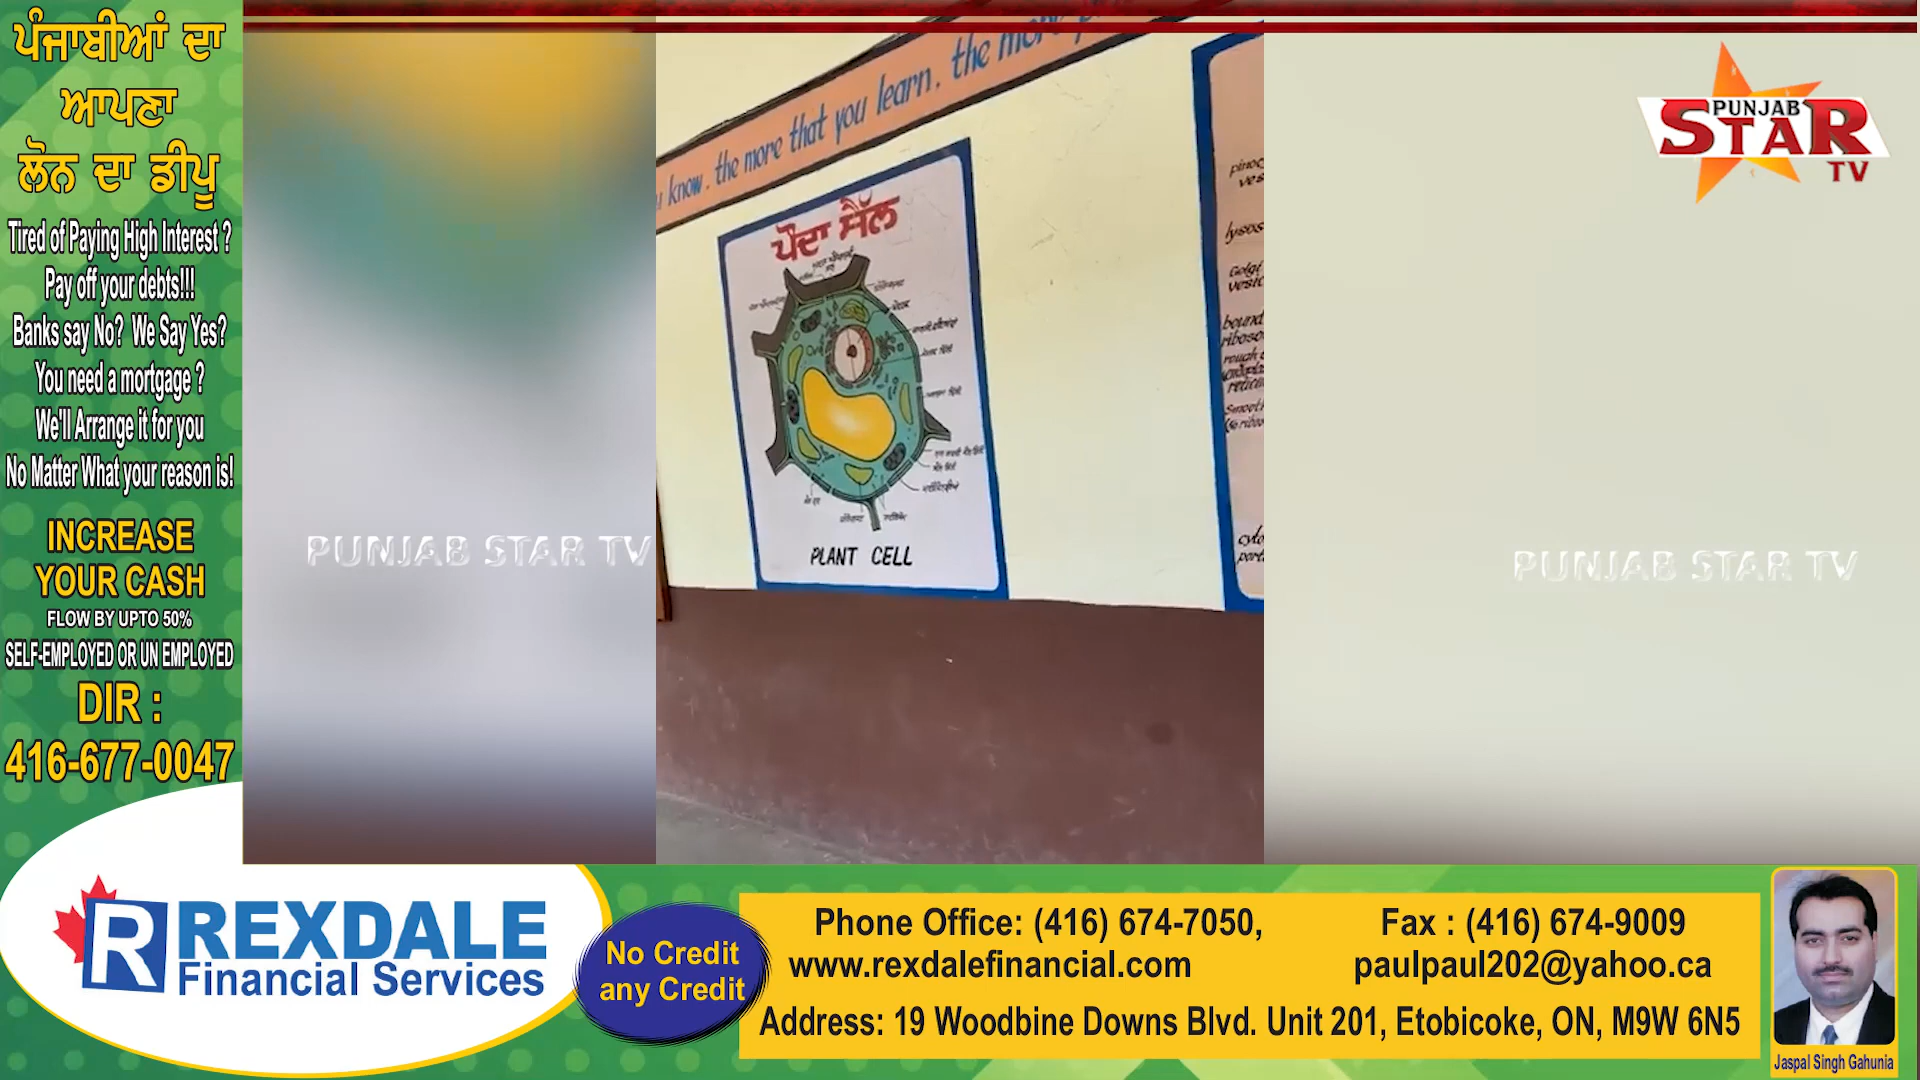 ਪੰਜਾਬੀਆਂ ਦਾ
ਆਪਣਾ
ਲੋਨ ਦਾ ਡੀਪੂ
Tired of Paying High Interest ?
Pay off your debts!!!
Banks say No? We Say Yes?
You need a mortgage ?
We'll Arrange it for you
No Matter What your reason is!
INCREASE
YOUR CASH
FLOW BY UPTO 50%
SELF-EMPLOYED OR UN EMPLOYED
DIR :
416-677-0047
know. the more that you learn. the more
ਪੌਦਾ ਸੈੱਲ
PLANT CELL
Golgi
rough
PUNJAB
STAR
TV
PUNJAB STAR TV
PUNJAB STAR TV
R REXDALE
Financial Services
No Credit
any Credit
Phone Office: (416) 674-7050,
Fax : (416) 674-9009
www.rexdalefinancial.com
paulpaul202@yahoo.ca
Address: 19 Woodbine Downs Blvd. Unit 201, Etobicoke, ON, M9W 6N5
Jaspal Singh Gahunia